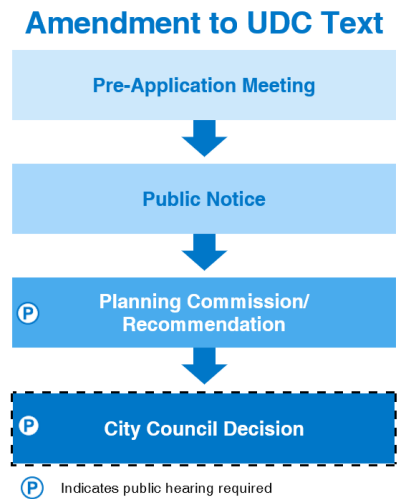 Amendment to UDC Text
Pre-Application Meeting
Public Notice
P
Planning Commission/
Recommendation
P
City Council Decision
P Indicates public hearing required